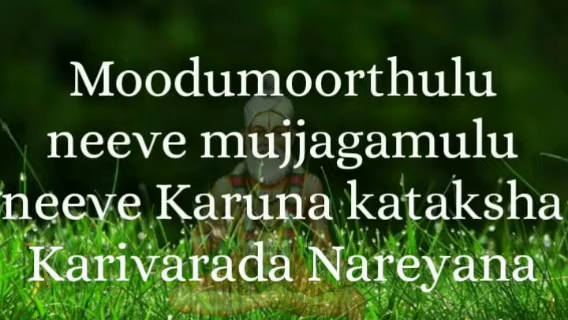 Moodumoorthulu
neeve mujjagamulu
neeve Karuna kataksha
Karivarada Nareyana